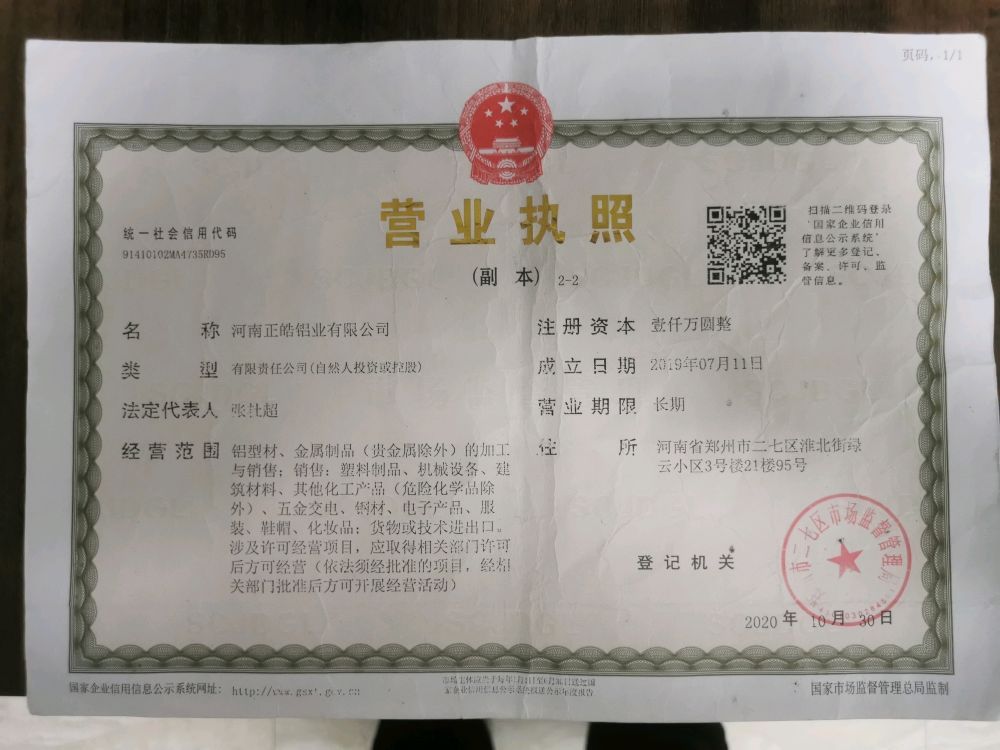 页码,1/1
营业执照
(副 本) 2-2
统一社会信用代码
91410102MA4735RD95
扫描二维码登录
'国家企业信用
信息公示系统'
了解更多登记、
备案、许可、监
管信息。
名 称 河南正皓铝业有限公司
类 型 有限责任公司(自然人投资或控股)
法定代表人 张 超
经营范围 铝型材、金属制品(贵金属除外)的加工
与销售;销售:塑料制品、机械设备、建
筑材料、其他化工产品(危险化学品除
外)、五金交电、钢材、电子产品、服
装、鞋帽、化妆品;货物或技术进出口。
涉及许可经营项目,应取得相关部门许可
后方可经营(依法须经批准的项目,经相
关部门批准后方可开展经营活动)
注册资本 壹仟万圆整
成立日期 2019年07月11日
营业期限 长期
住 所 河南省郑州市二七区淮北街绿
云小区3号楼21楼95号
登记机关
市二七区市场监督管理局
2020 年 10 月 30 日
国家企业信用信息公示系统网址: http://www.gsxt.gov.cn
国家市场监督管理总局监制